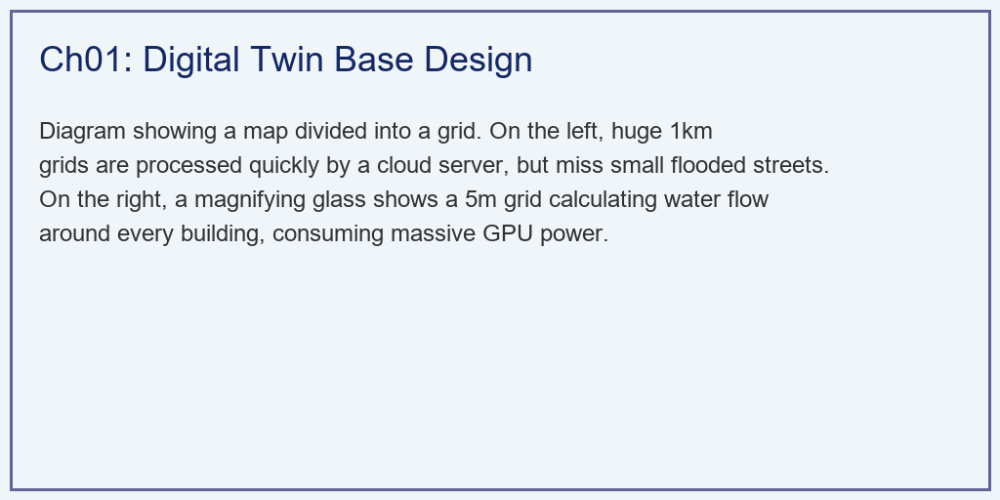 Ch01: Digital Twin Base Design
Diagram showing a map divided into a grid. On the left, huge 1km
grids are processed quickly by a cloud server, but miss small flooded streets.
On the right, a magnifying glass shows a 5m grid calculating water flow
around every building, consuming massive GPU power.